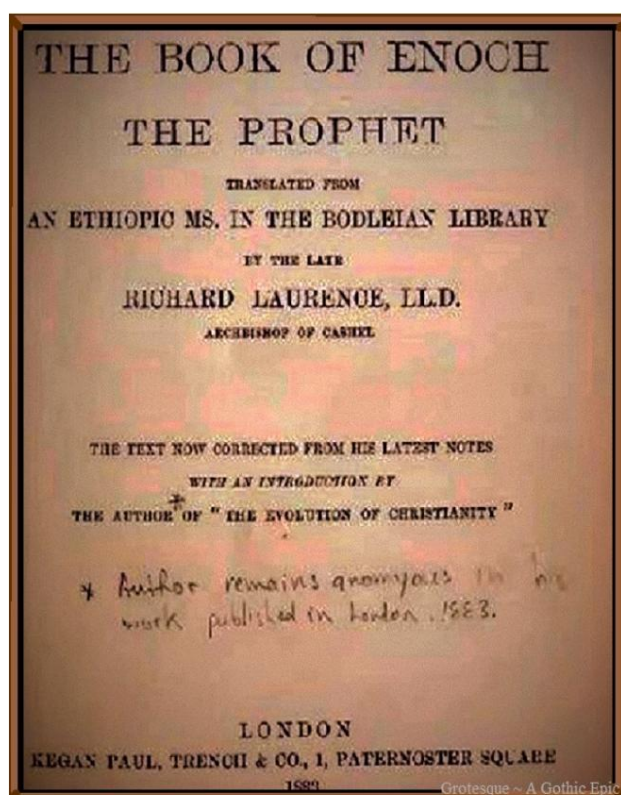 THE BOOK OF ENOCH
THE PROPHET
TRANSLATED FROM
AN ETHIOPIC MS. IN THE BODLEIAN LIBRARY
BY THE LATE
RICHARD LAURENCE, LL.D.
ARCHBISHOP OF CASHEL
THE TEXT NOW CORRECTED FROM HIS LATEST NOTES
WITH AN INTRODUCTION BY
THE AUTHOR * OF "THE EVOLUTION OF CHRISTIANITY"
* Author remains anomyous in his
work published in London. 1883.
LONDON
KEGAN PAUL, TRENCH & CO., 1, PATERNOSTER SQUARE
Grotesque ~ A Gothic Epic